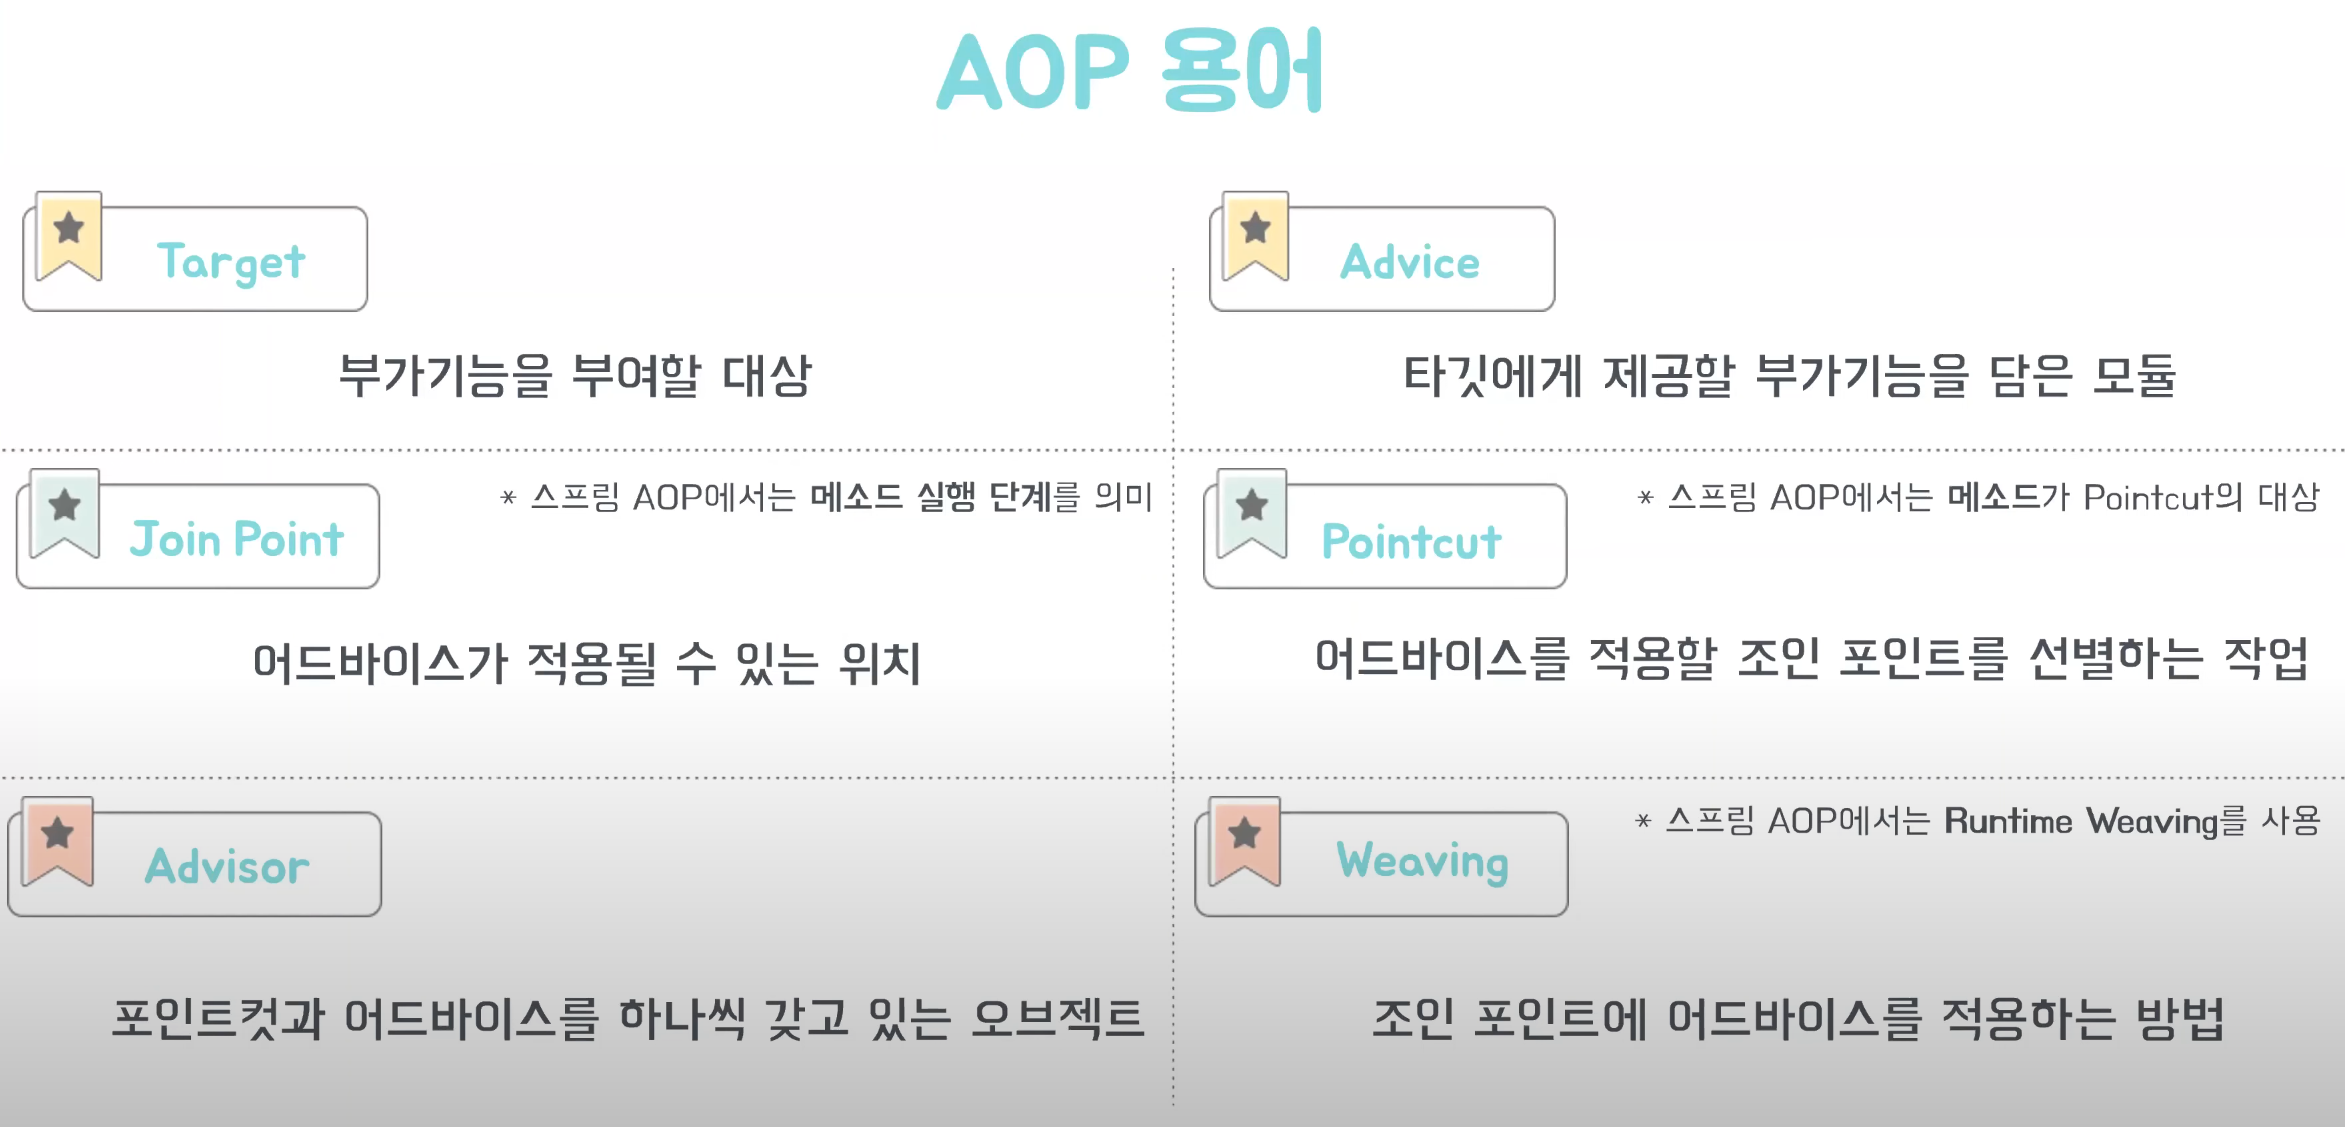 AOP 용어
Target
부가기능을 부여할 대상
Advice
타깃에게 제공할 부가기능을 담은 모듈
Join Point
* 스프링 AOP에서는 메소드 실행 단계를 의미
어드바이스가 적용될 수 있는 위치
Pointcut
* 스프링 AOP에서는 메소드가 Pointcut의 대상
어드바이스를 적용할 조인 포인트를 선별하는 작업
Advisor
포인트컷과 어드바이스를 하나씩 갖고 있는 오브젝트
Weaving
* 스프링 AOP에서는 Runtime Weaving를 사용
조인 포인트에 어드바이스를 적용하는 방법